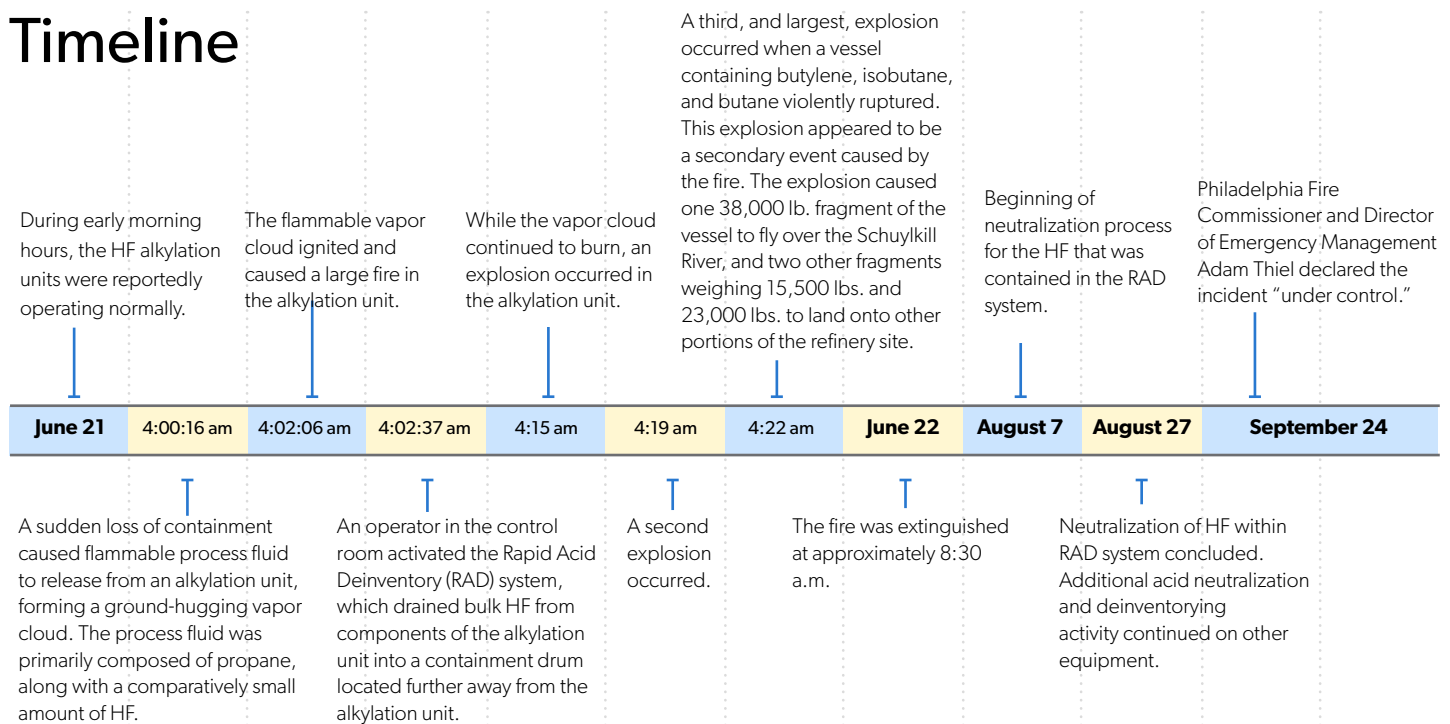 Timeline
During early morning
hours, the HF alkylation
units were reportedly
operating normally.
The flammable vapor
cloud ignited and
caused a large fire in
the alkylation unit.
While the vapor cloud
continued to burn, an
explosion occurred in
the alkylation unit.
A third, and largest, explosion
occurred when a vessel
containing butylene, isobutane,
and butane violently ruptured.
This explosion appeared to be
a secondary event caused by
the fire. The explosion caused
one 38,000 lb. fragment of the
vessel to fly over the Schuylkill
River, and two other fragments
weighing 15,500 lbs. and
23,000 lbs. to land onto other
portions of the refinery site.
Beginning of
neutralization process
for the HF that was
contained in the RAD
system.
Philadelphia Fire
Commissioner and Director
of Emergency Management
Adam Thiel declared the
incident “under control.”
June 21 4:00:16 am 4:02:06 am 4:02:37 am 4:15 am 4:19 am 4:22 am June 22 August 7 August 27 September 24
A sudden loss of containment
caused flammable process fluid
to release from an alkylation unit,
forming a ground-hugging vapor
cloud. The process fluid was
primarily composed of propane,
along with a comparatively small
amount of HF.
An operator in the control
room activated the Rapid Acid
Deinventory (RAD) system,
which drained bulk HF from
components of the alkylation
unit into a containment drum
located further away from the
alkylation unit.
A second
explosion
occurred.
The fire was extinguished
at approximately 8:30
a.m.
Neutralization of HF within
RAD system concluded.
Additional acid neutralization
and deinventorying
activity continued on other
equipment.